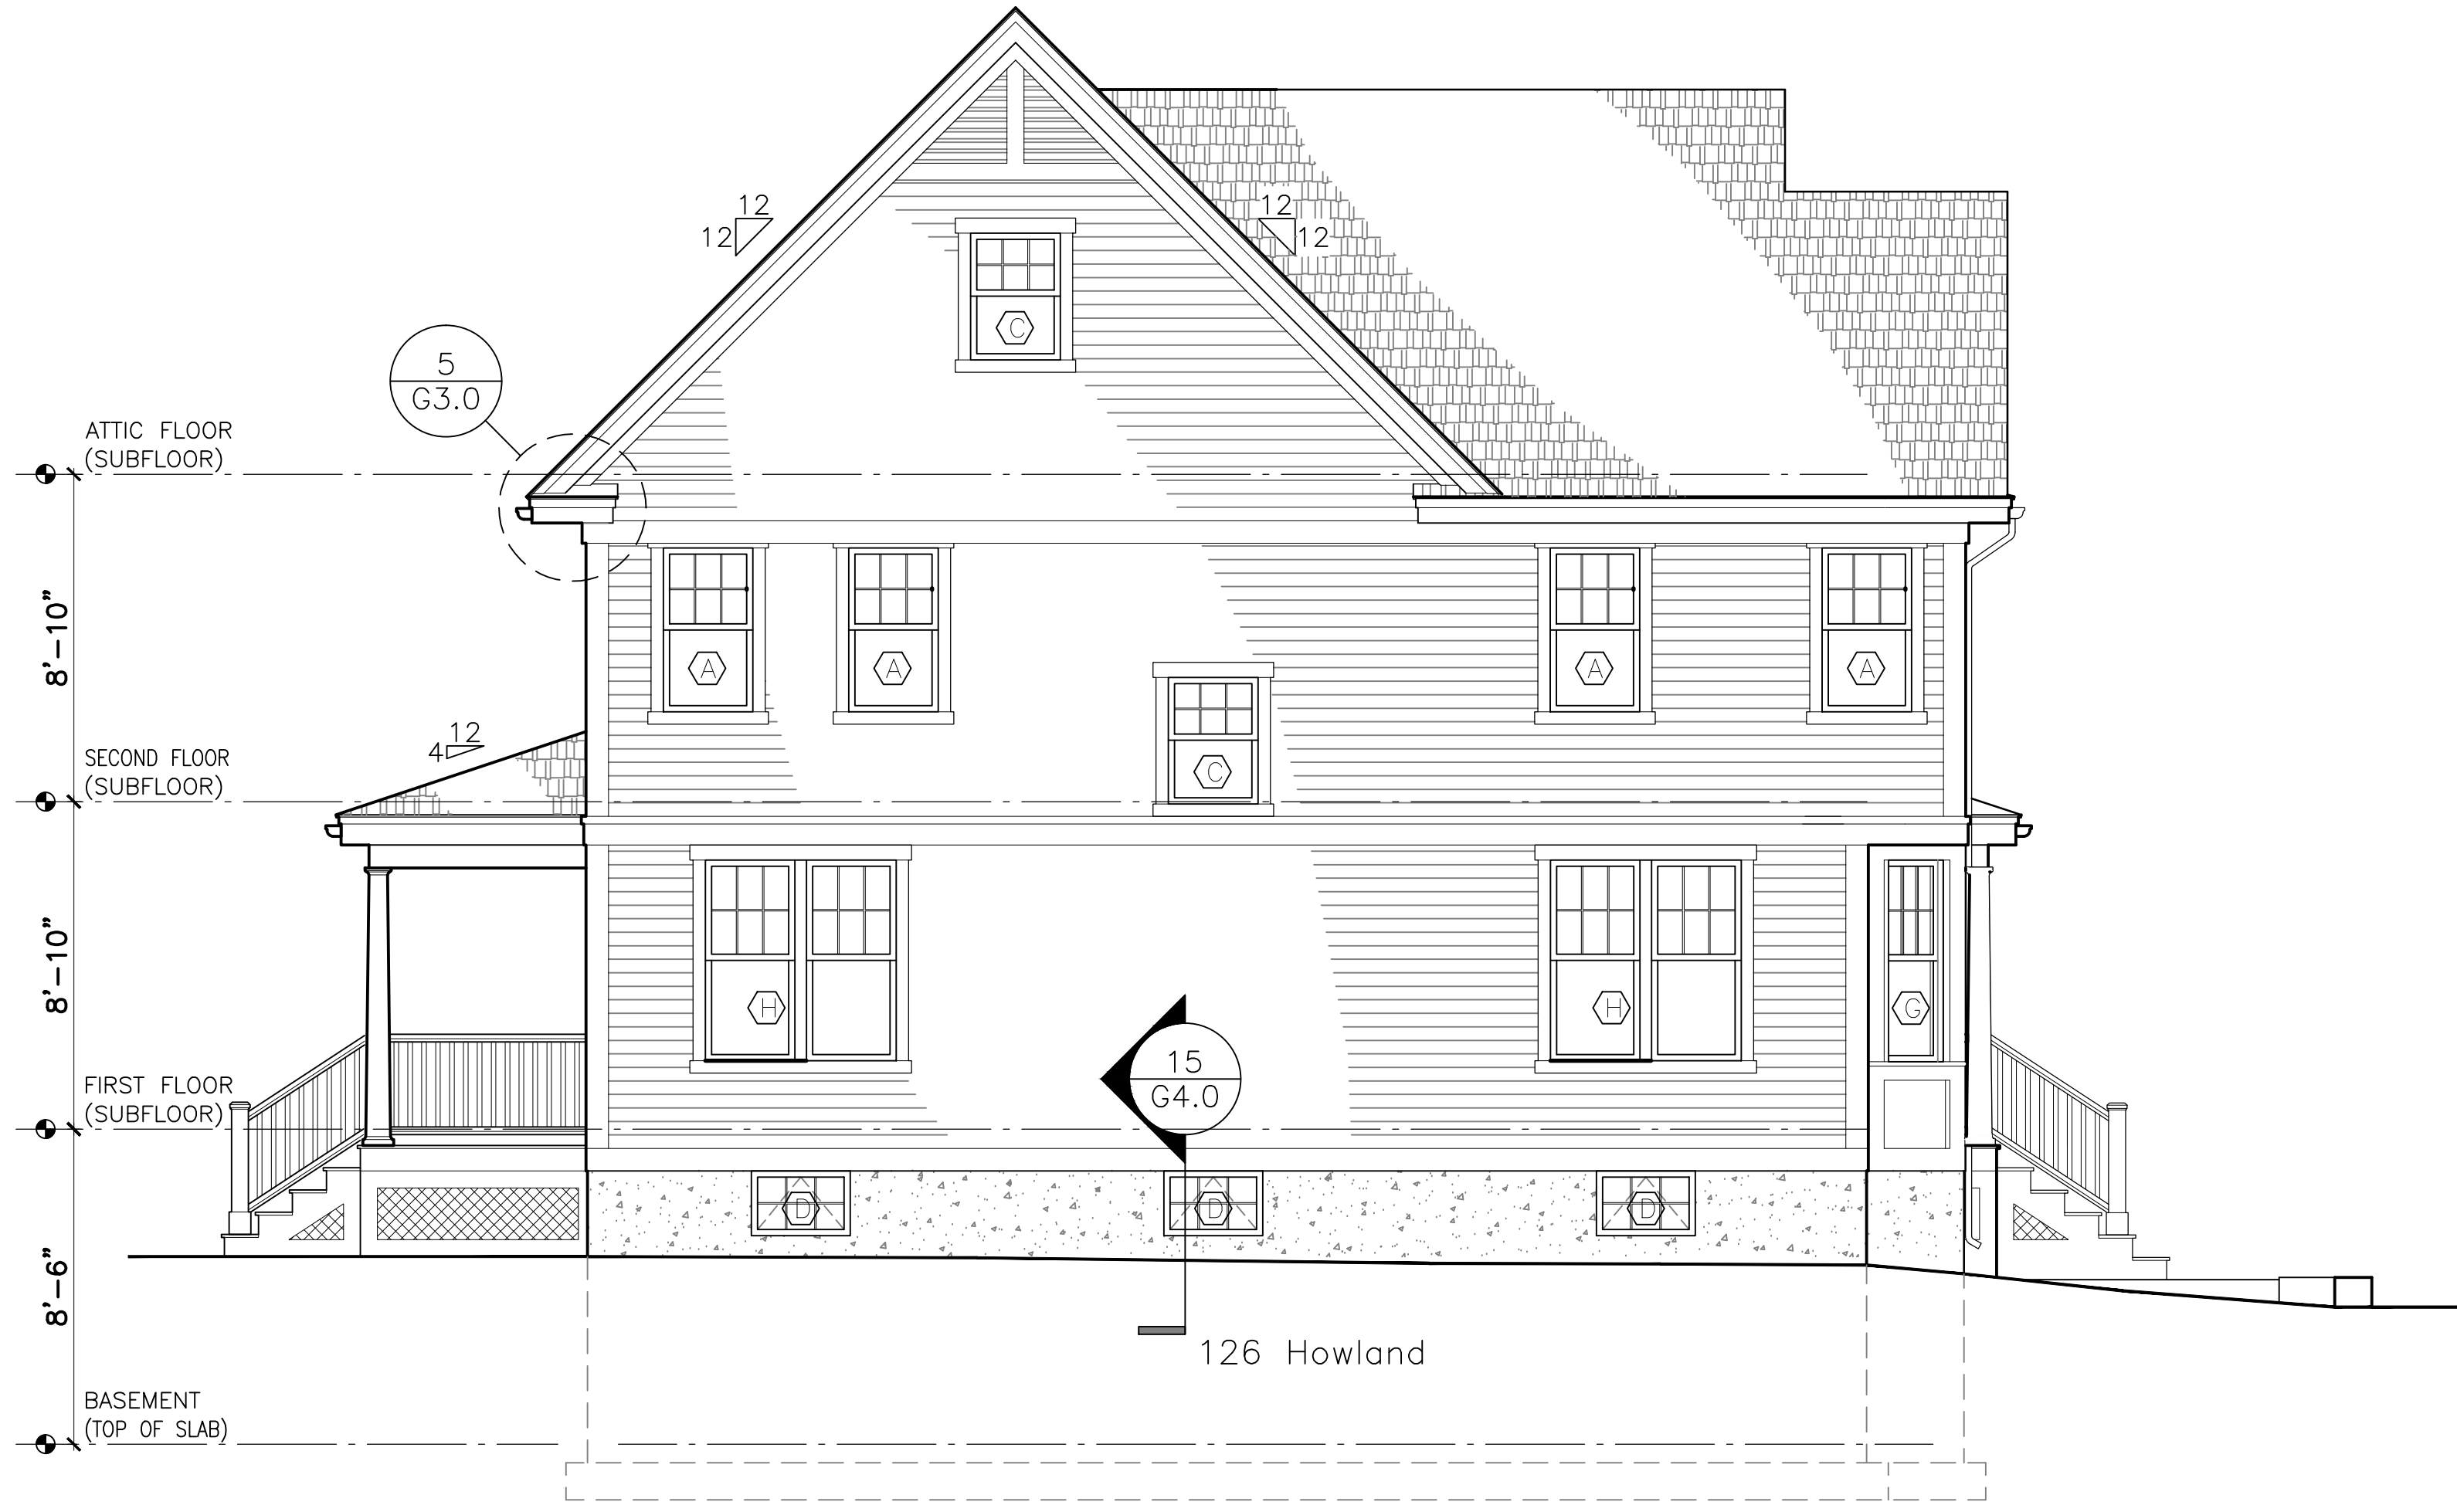 12
12
12
12
C
5
G3.0
ATTIC FLOOR
(SUBFLOOR)
8'-10"
A
A
A
A
C
12
4
SECOND FLOOR
(SUBFLOOR)
8'-10"
H
H
G
15
G4.0
FIRST FLOOR
(SUBFLOOR)
D
D
D
8'-6"
126 Howland
BASEMENT
(TOP OF SLAB)